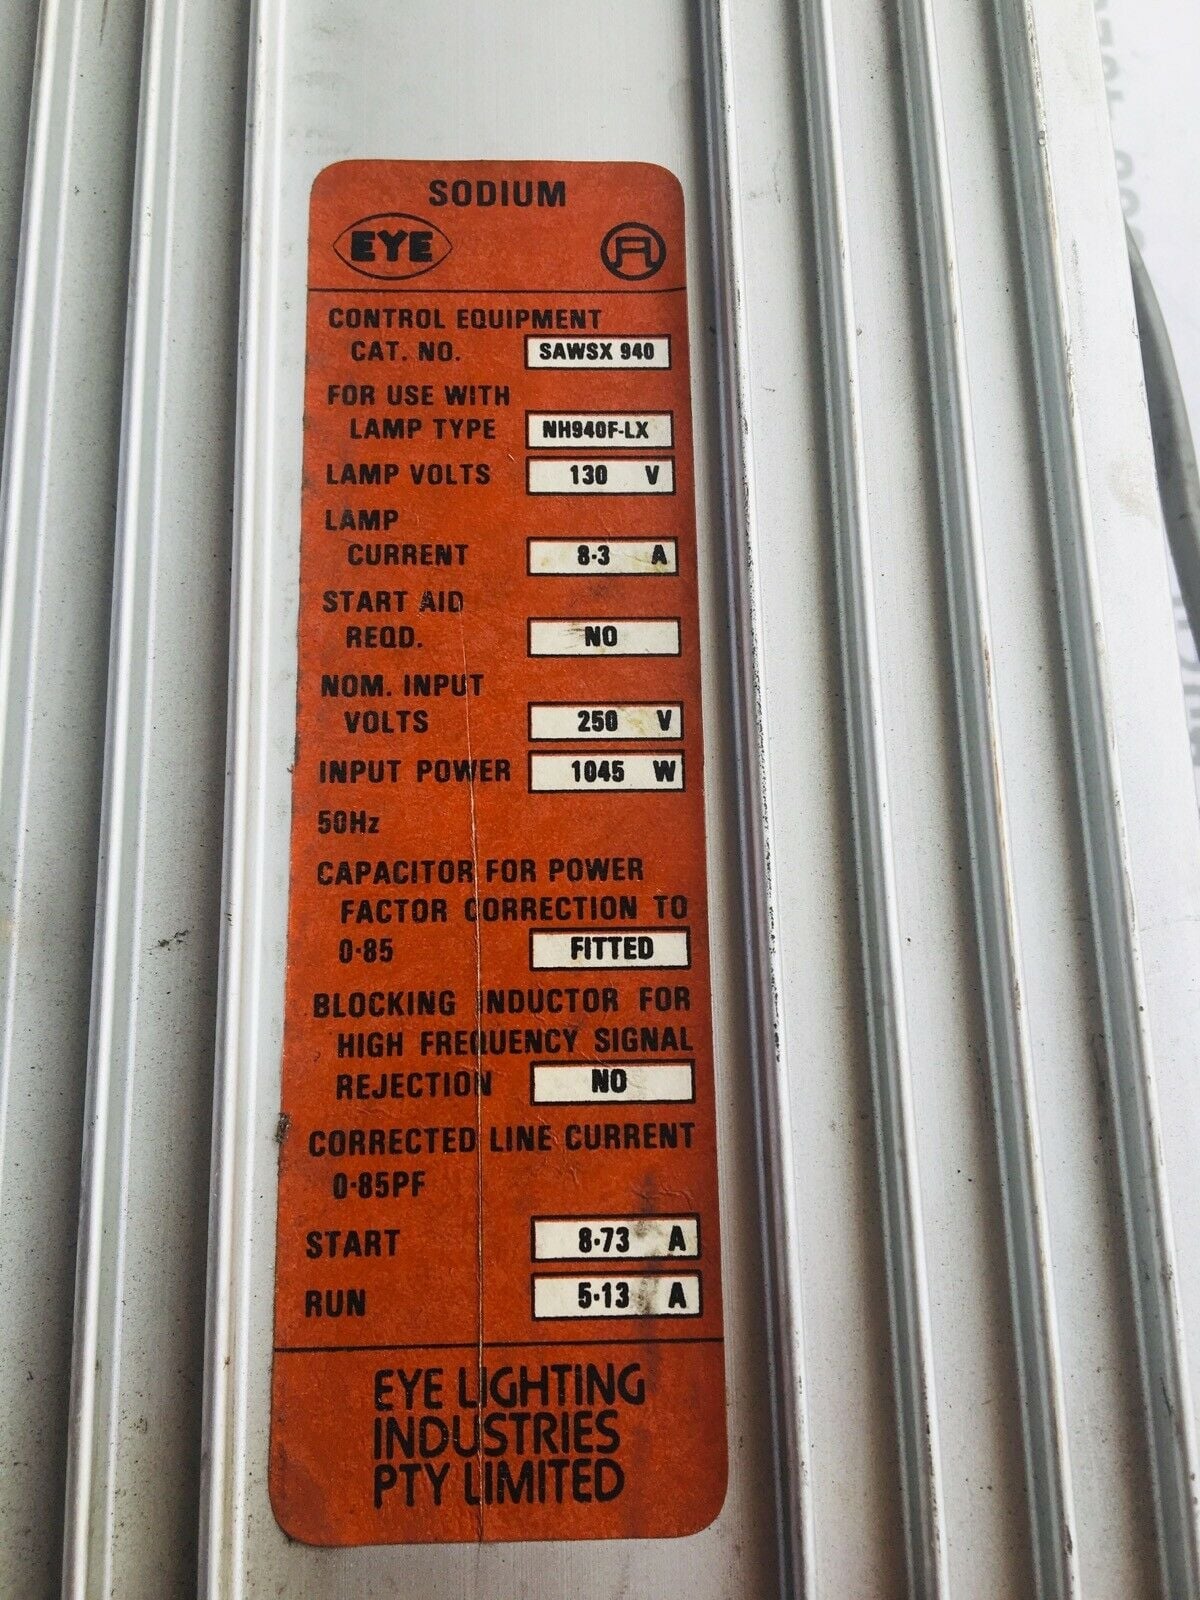 SODIUM
EYE
CONTROL EQUIPMENT
CAT. NO. SAWSX 940
FOR USE WITH
LAMP TYPE NH940F-LX
LAMP VOLTS 130 V
LAMP
CURRENT 8·3 A
START AID
REQD. NO
NOM. INPUT
VOLTS 250 V
INPUT POWER 1045 W
50Hz
CAPACITOR FOR POWER
FACTOR CORRECTION TO
0·85 FITTED
BLOCKING INDUCTOR FOR
HIGH FREQUENCY SIGNAL
REJECTION NO
CORRECTED LINE CURRENT
0·85PF
START 8·73 A
RUN 5·13 A
EYE LIGHTING
INDUSTRIES
PTY LIMITED